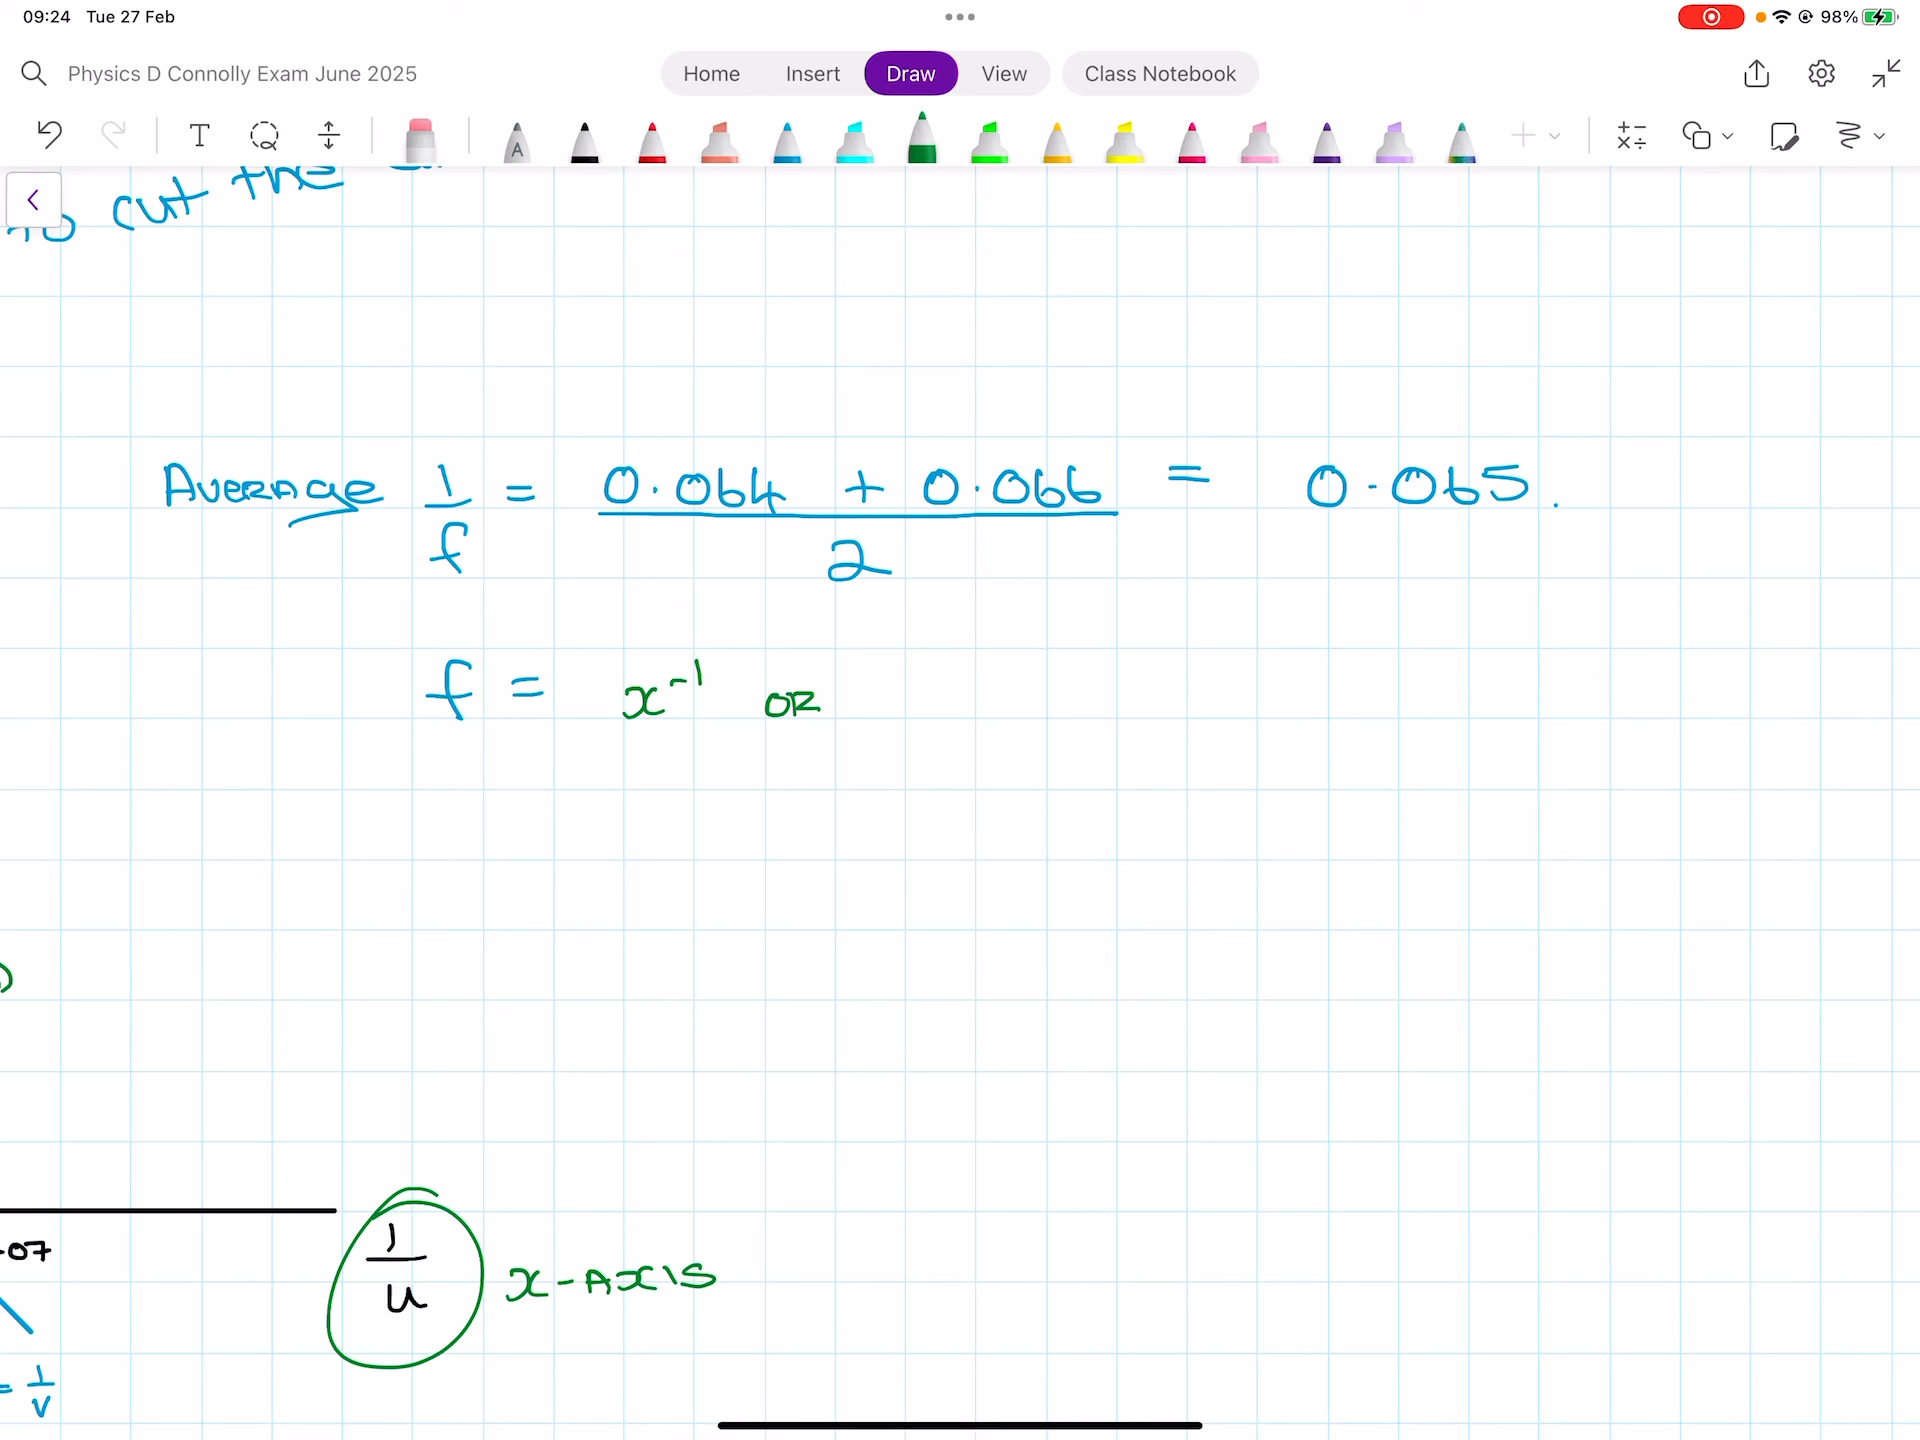 09:24 Tue 27 Feb 98%
Physics D Connolly Exam June 2025 Home Insert Draw View Class Notebook
T A
to cut the
Average 1/f = 0.064 + 0.066 / 2 = 0.065.
f = x⁻¹ OR
.07
1/u x-AXIS
= 1/v